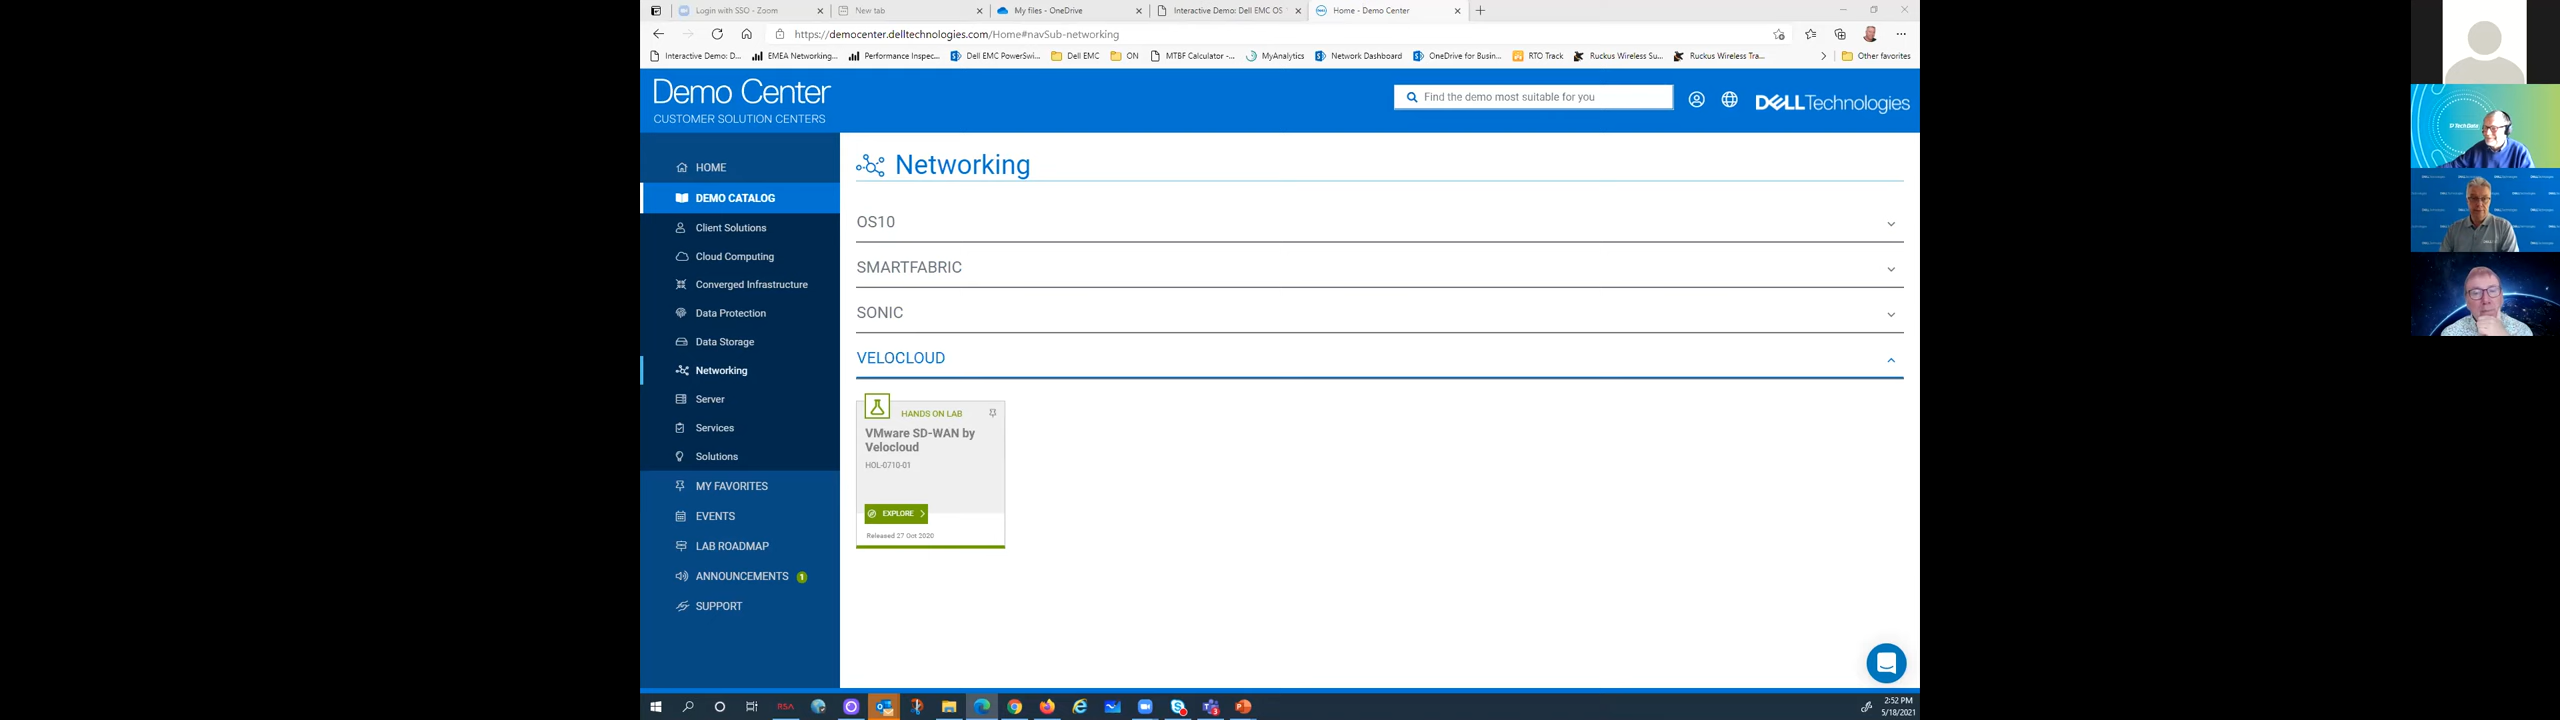 Login with SSO - Zoom
New tab
My files - OneDrive
Interactive Demo: Dell EMC OS
Home - Demo Center
https://democenter.delltechnologies.com/Home#navSub-networking
Interactive Demo: D...
EMEA Networking...
Performance Inspec...
Dell EMC PowerSwi...
Dell EMC
ON
MTBF Calculator -...
MyAnalytics
Network Dashboard
OneDrive for Busin...
RTO Track
Ruckus Wireless Su...
Ruckus Wireless Tra...
Other favorites
Demo Center
CUSTOMER SOLUTION CENTERS
Find the demo most suitable for you
DELLTechnologies
HOME
DEMO CATALOG
Client Solutions
Cloud Computing
Converged Infrastructure
Data Protection
Data Storage
Networking
Server
Services
Solutions
MY FAVORITES
EVENTS
LAB ROADMAP
ANNOUNCEMENTS 1
SUPPORT
Networking
OS10
SMARTFABRIC
SONIC
VELOCLOUD
HANDS ON LAB
VMware SD-WAN by
Velocloud
HOL-0710-01
EXPLORE
Released 27 Oct 2020
RSA
2:52 PM
5/18/2021
Tech Data